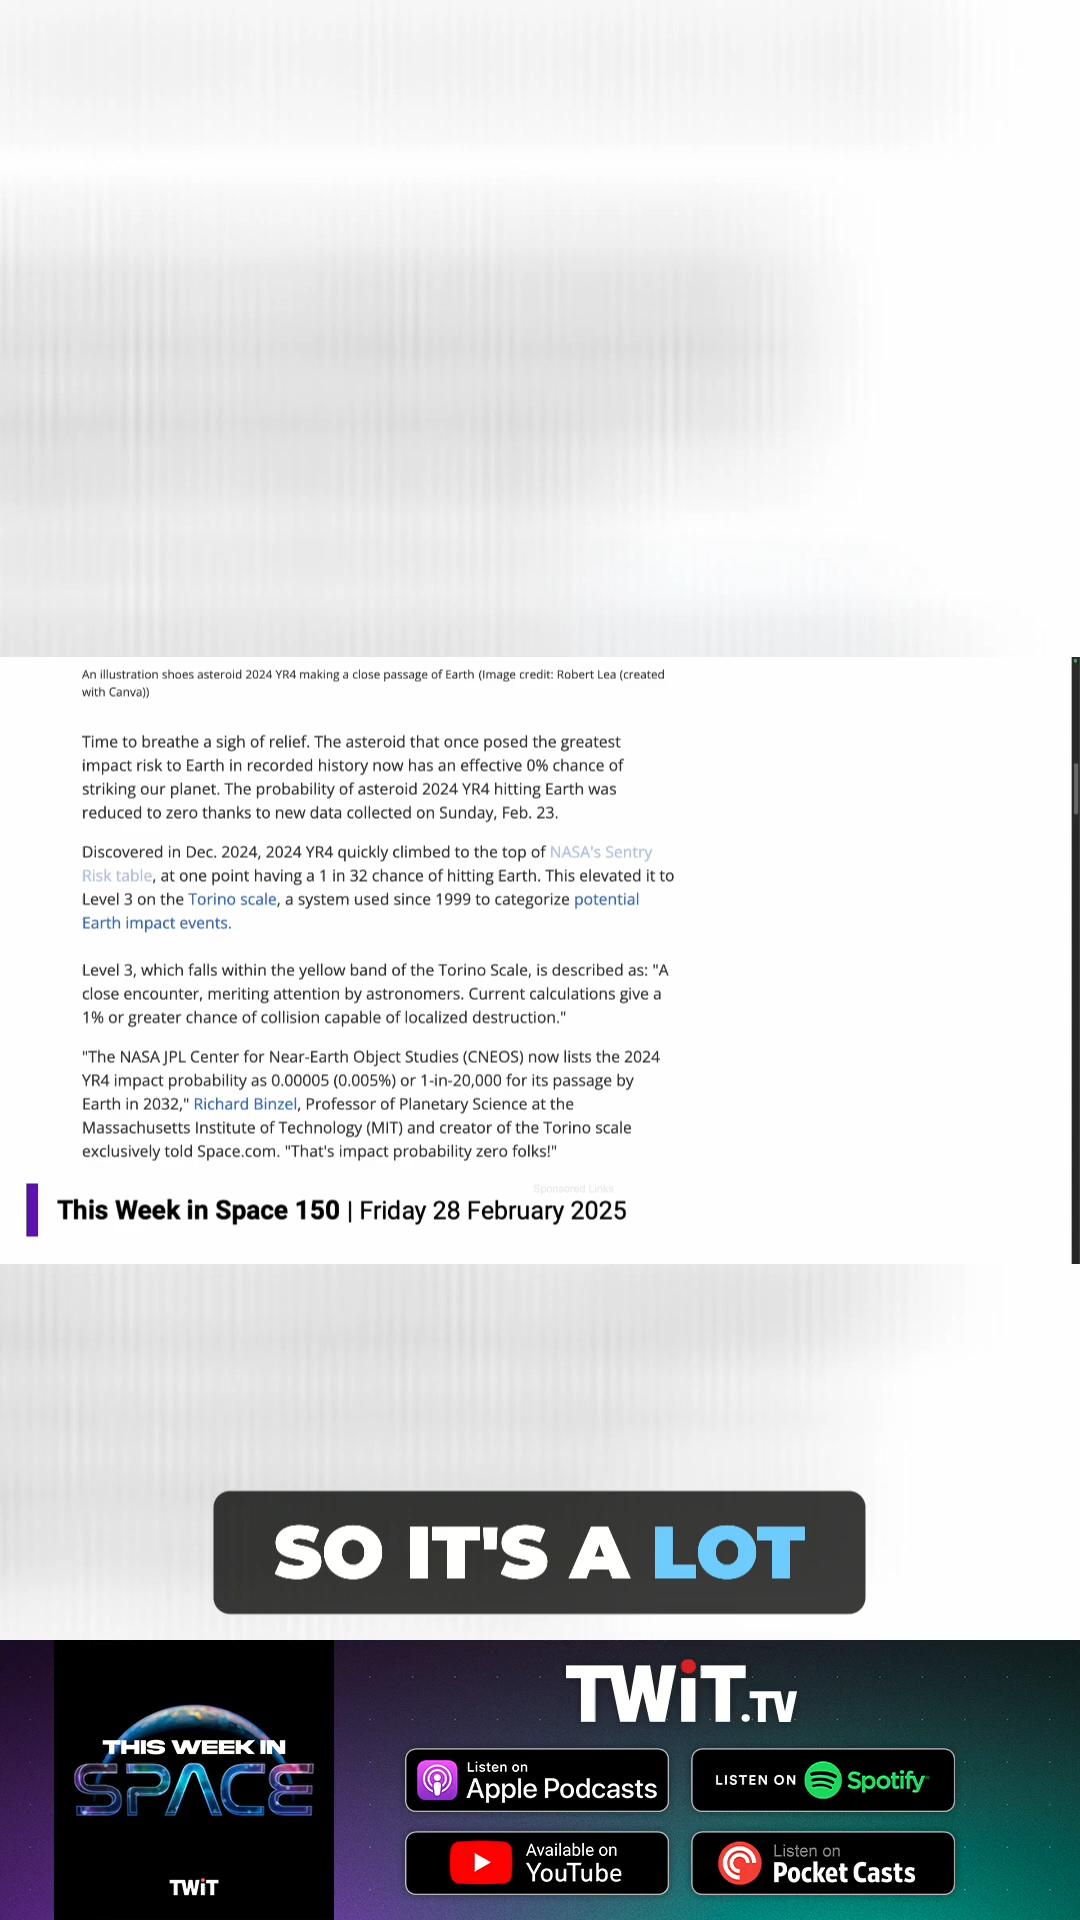 An illustration shoes asteroid 2024 YR4 making a close passage of Earth (Image credit: Robert Lea (created
with Canva))
Time to breathe a sigh of relief. The asteroid that once posed the greatest
impact risk to Earth in recorded history now has an effective 0% chance of
striking our planet. The probability of asteroid 2024 YR4 hitting Earth was
reduced to zero thanks to new data collected on Sunday, Feb. 23.
Discovered in Dec. 2024, 2024 YR4 quickly climbed to the top of NASA's Sentry
Risk table, at one point having a 1 in 32 chance of hitting Earth. This elevated it to
Level 3 on the Torino scale, a system used since 1999 to categorize potential
Earth impact events.
Level 3, which falls within the yellow band of the Torino Scale, is described as: "A
close encounter, meriting attention by astronomers. Current calculations give a
1% or greater chance of collision capable of localized destruction."
"The NASA JPL Center for Near-Earth Object Studies (CNEOS) now lists the 2024
YR4 impact probability as 0.00005 (0.005%) or 1-in-20,000 for its passage by
Earth in 2032," Richard Binzel, Professor of Planetary Science at the
Massachusetts Institute of Technology (MIT) and creator of the Torino scale
exclusively told Space.com. "That's impact probability zero folks!"
Sponsored Links
This Week in Space 150 | Friday 28 February 2025
SO IT'S A LOT
THIS WEEK IN
SPACE
TWiT
TWiT.TV
Listen on
Apple Podcasts
LISTEN ON Spotify
Available on
YouTube
Listen on
Pocket Casts